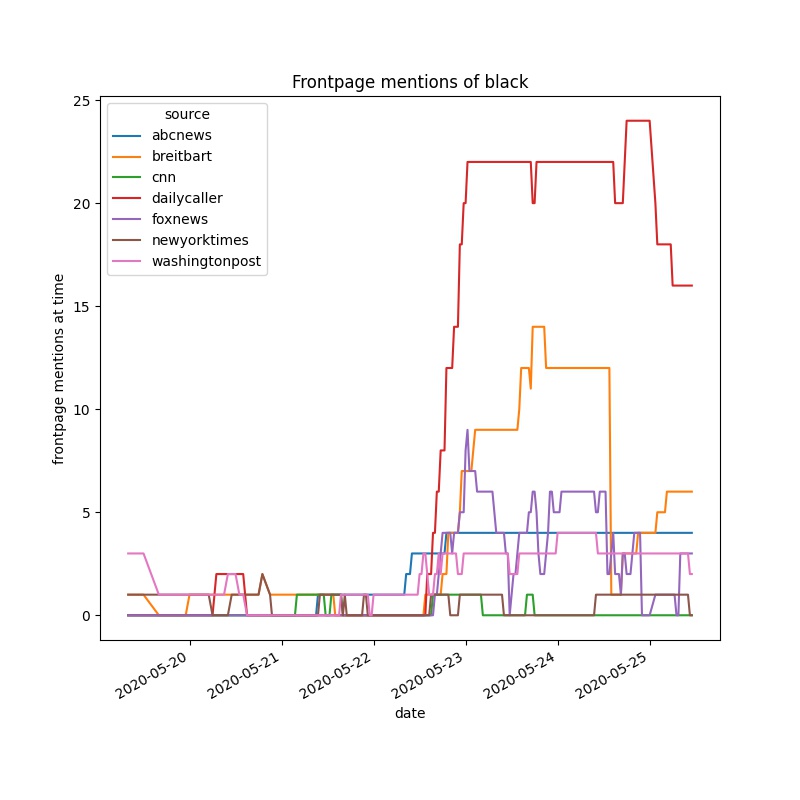 Frontpage mentions of black
source
abcnews
breitbart
cnn
dailycaller
foxnews
newyorktimes
washingtonpost
25
20
15
10
5
0
frontpage mentions at time
2020-05-20
2020-05-21
2020-05-22
2020-05-23
2020-05-24
2020-05-25
date